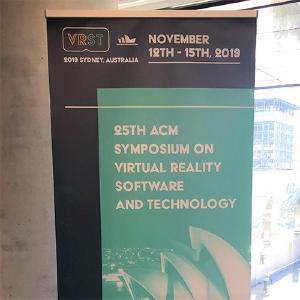 VRST
2019 SYDNEY, AUSTRALIA
NOVEMBER
12TH - 15TH, 2019
25TH ACM
SYMPOSIUM ON
VIRTUAL REALITY
SOFTWARE
AND TECHNOLOGY